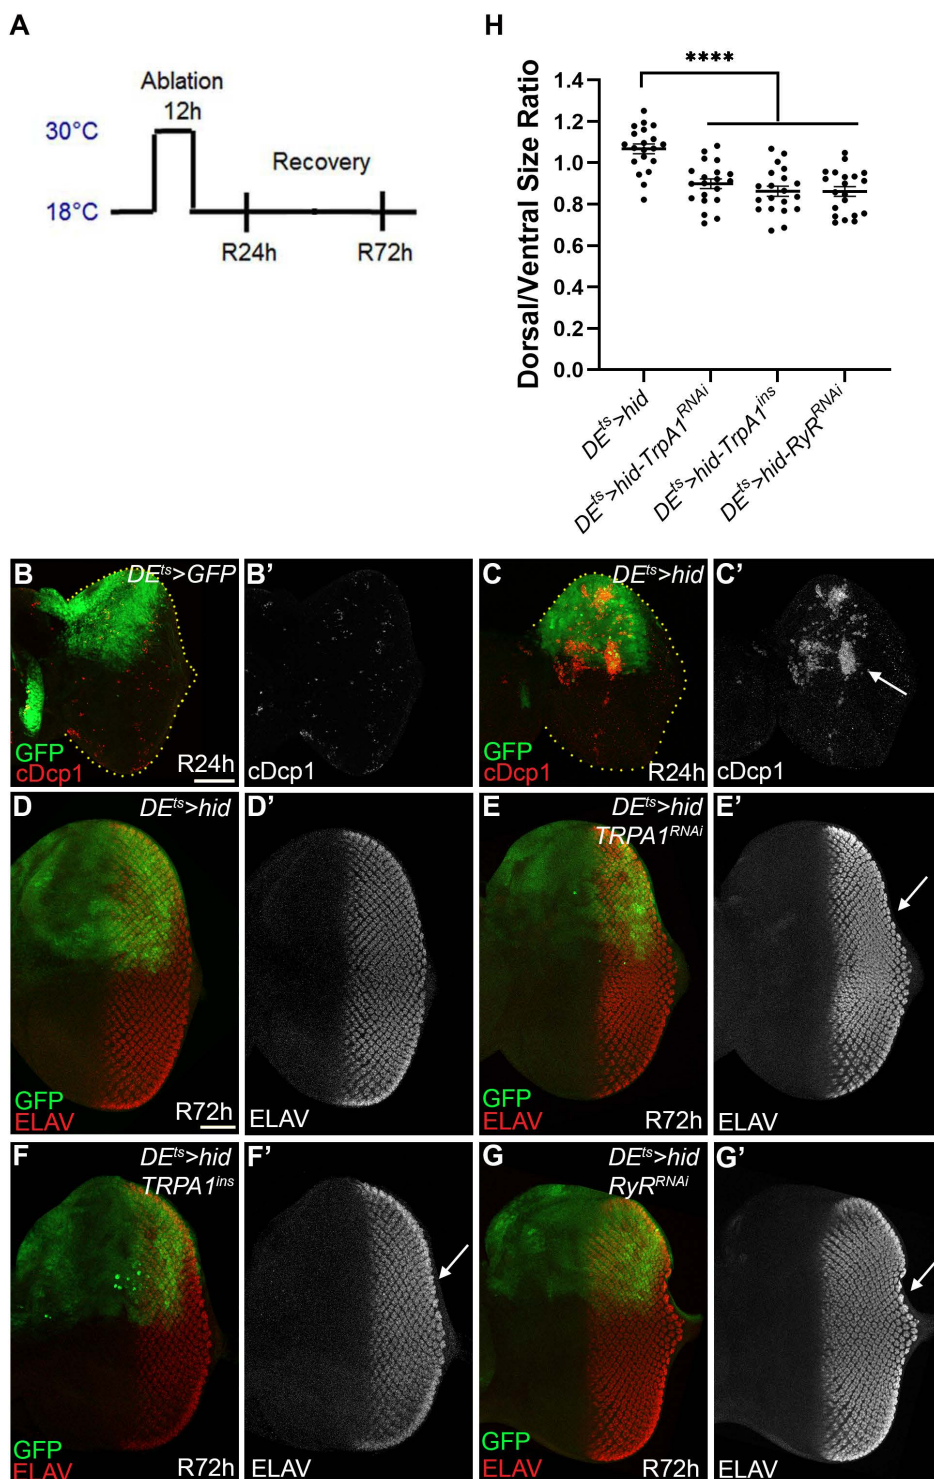 A
Ablation
12h
30°C
Recovery
18°C
R24h
R72h
H
****
Dorsal/Ventral Size Ratio
1.4
1.2
1.0
0.8
0.6
0.4
0.2
0.0
DEᵗˢ>hid
DEᵗˢ>hid-TrpA1ᴿᴺᴬⁱ
DEᵗˢ>hid-TrpA1ⁱⁿˢ
DEᵗˢ>hid-RyRᴿᴺᴬⁱ
B
DEᵗˢ>GFP
GFP
cDcp1
R24h
B’
cDcp1
C
DEᵗˢ>hid
GFP
cDcp1
R24h
C’
cDcp1
D
DEᵗˢ>hid
GFP
ELAV
R72h
D’
ELAV
E
DEᵗˢ>hid
TRPA1ᴿᴺᴬⁱ
GFP
ELAV
R72h
E’
ELAV
F
DEᵗˢ>hid
TRPA1ⁱⁿˢ
GFP
ELAV
R72h
F’
ELAV
G
DEᵗˢ>hid
RyRᴿᴺᴬⁱ
GFP
ELAV
R72h
G’
ELAV